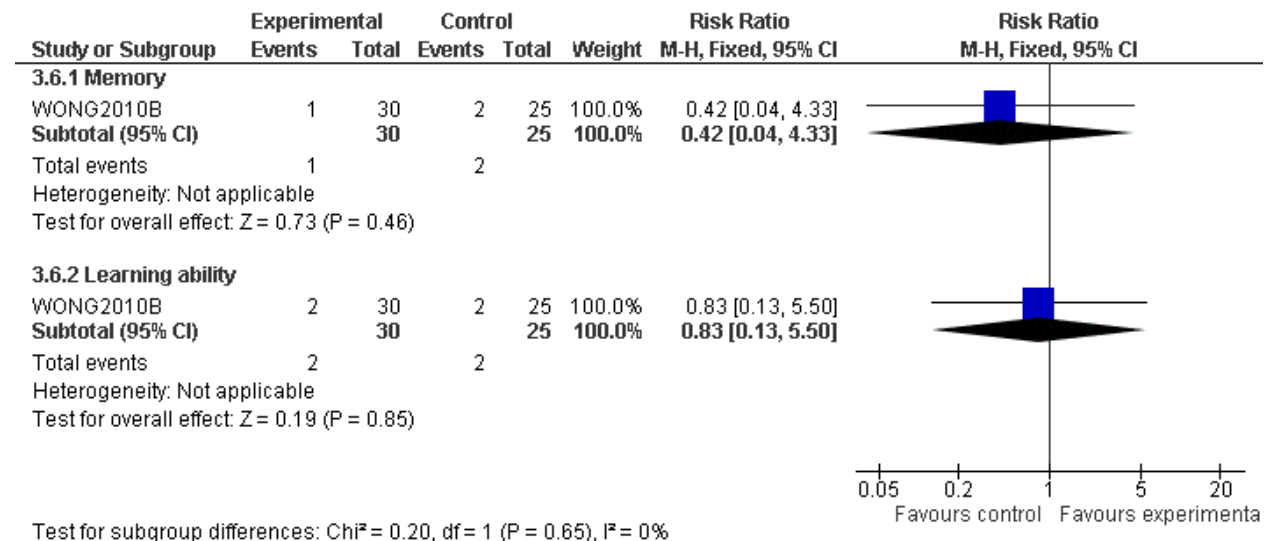 Experimental Control Risk Ratio Risk Ratio
Study or Subgroup Events Total Events Total Weight M-H, Fixed, 95% CI M-H, Fixed, 95% CI
3.6.1 Memory
WONG2010B 1 30 2 25 100.0% 0.42 [0.04, 4.33]
Subtotal (95% CI) 30 25 100.0% 0.42 [0.04, 4.33]
Total events 1 2
Heterogeneity: Not applicable
Test for overall effect: Z = 0.73 (P = 0.46)
3.6.2 Learning ability
WONG2010B 2 30 2 25 100.0% 0.83 [0.13, 5.50]
Subtotal (95% CI) 30 25 100.0% 0.83 [0.13, 5.50]
Total events 2 2
Heterogeneity: Not applicable
Test for overall effect: Z = 0.19 (P = 0.85)
0.05 0.2 1 5 20
Favours control Favours experimenta
Test for subgroup differences: Chi² = 0.20, df = 1 (P = 0.65), I² = 0%